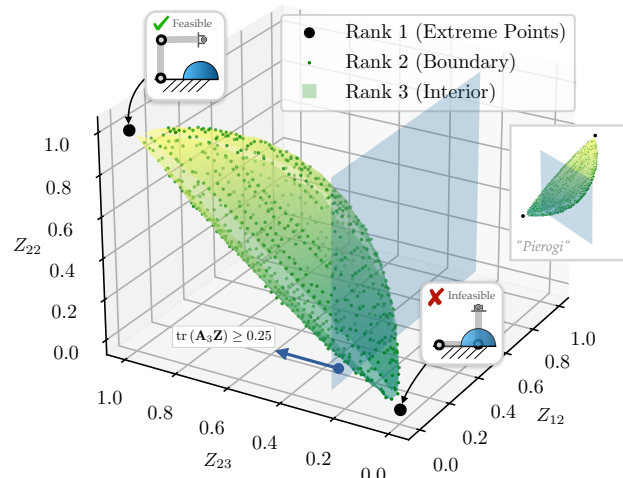 Feasible
Rank 1 (Extreme Points)
Rank 2 (Boundary)
Rank 3 (Interior)
"Pierogi"
Infeasible
tr (A₃Z) ≥ 0.25
Z₂₂
1.0
0.8
0.6
0.4
0.2
0.0
Z₂₃
1.0
0.8
0.6
0.4
0.2
0.0
Z₁₂
0.0
0.2
0.4
0.6
0.8
1.0